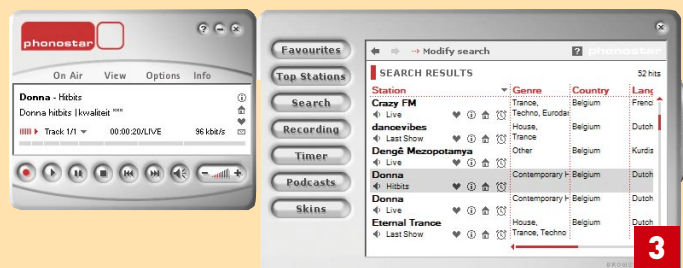 phonostar
On Air View Options Info
Donna - Hitbits
Donna hitbits | kwaliteit ***
Track 1/1 00:00:20/LIVE 96 kbit/s
Favourites
Top Stations
Search
Recording
Timer
Podcasts
Skins
Modify search
phonostar
SEARCH RESULTS 52 hits
Station Genre Country Lang
Crazy FM Trance, Belgium Frencl
Live Techno, Eurodar
dancevibes House, Belgium Dutch
Last Show Trance
Dengê Mezopotamya Other Belgium Kurdis
Live
Donna Contemporary H Belgium Dutch
Hitbits
Donna Contemporary H Belgium Dutch
Live
Eternal Trance House, Belgium Dutch
Last Show Trance, Techno
3